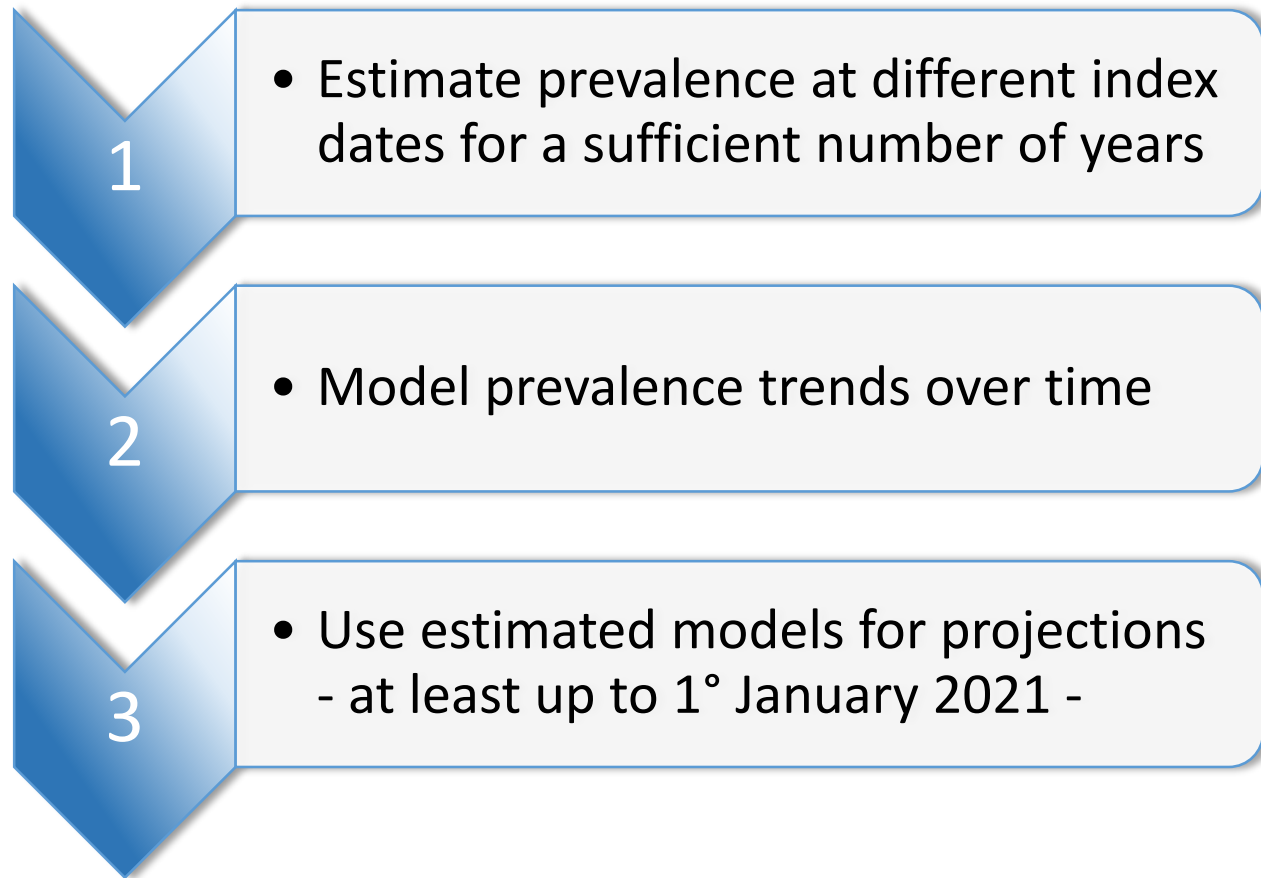 1
• Estimate prevalence at different index
dates for a sufficient number of years
2
• Model prevalence trends over time
3
• Use estimated models for projections
- at least up to 1° January 2021 -